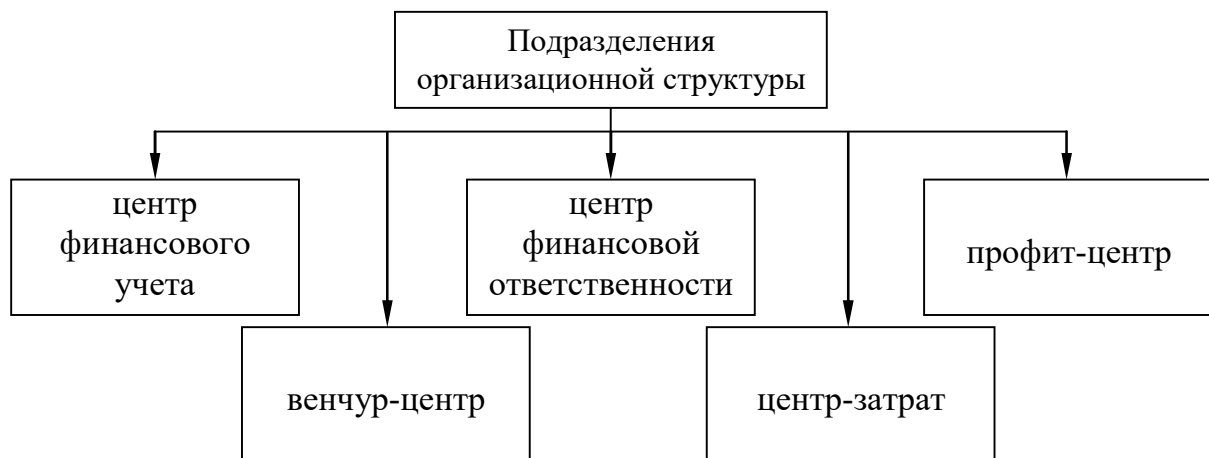 Подразделения
организационной структуры
центр
финансового
учета
центр
финансовой
ответственности
профит-центр
венчур-центр
центр-затрат